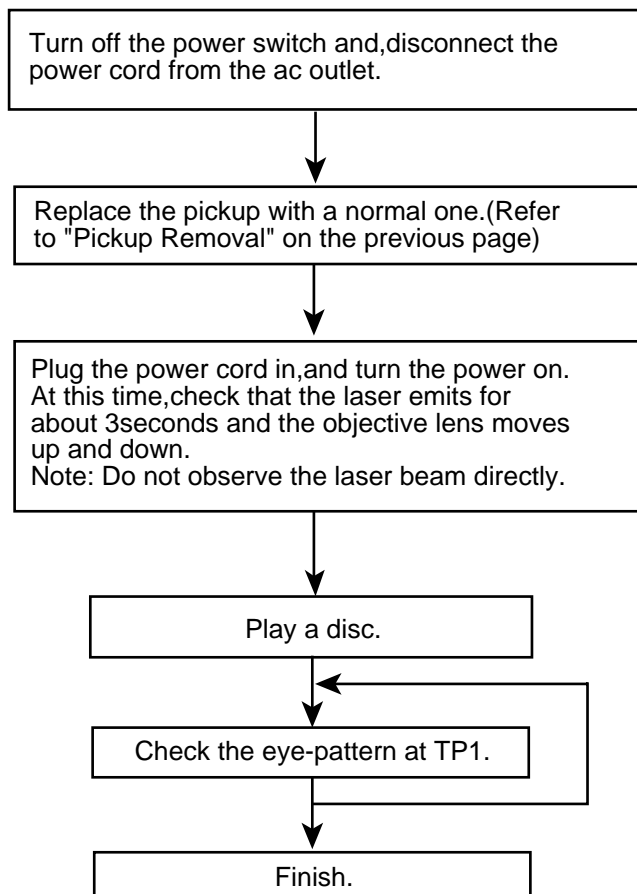 Turn off the power switch and,disconnect the
power cord from the ac outlet.
Replace the pickup with a normal one.(Refer
to "Pickup Removal" on the previous page)
Plug the power cord in,and turn the power on.
At this time,check that the laser emits for
about 3seconds and the objective lens moves
up and down.
Note: Do not observe the laser beam directly.
Play a disc.
Check the eye-pattern at TP1.
Finish.